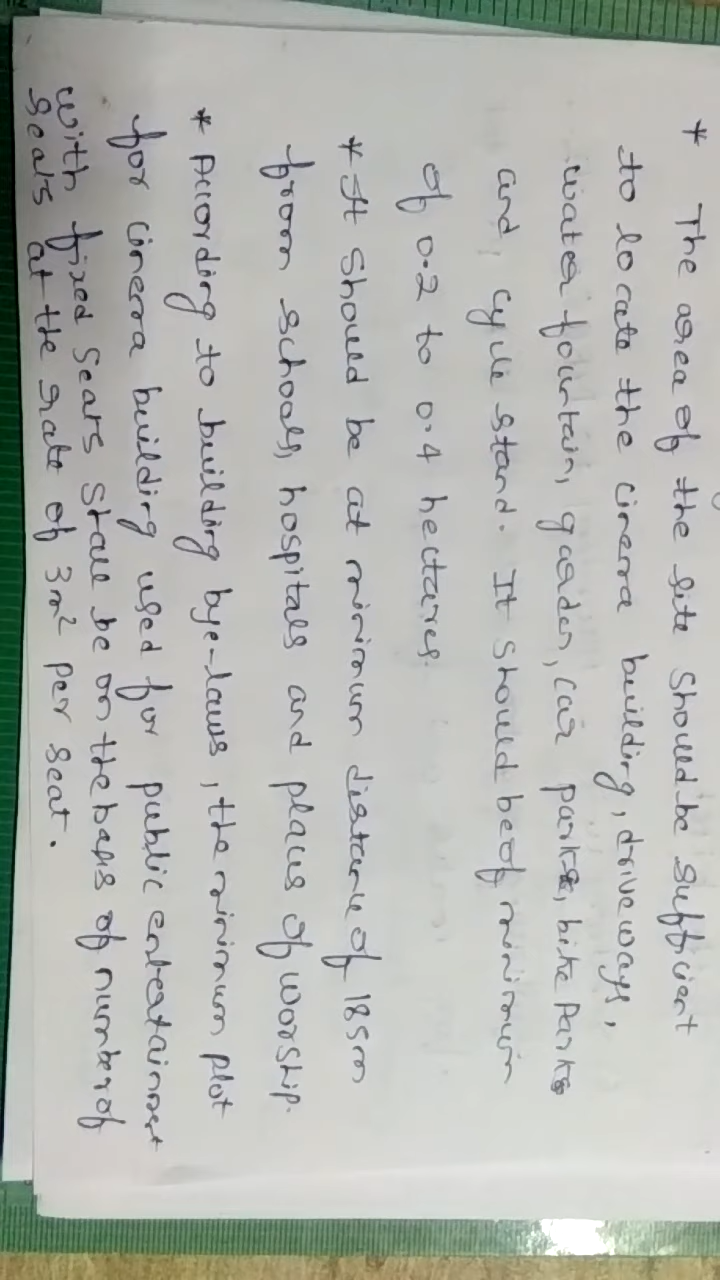 * The area of the site should be sufficient
to locate the cinema building, driveways,
water fountain, garden, car parks, bike parks
and, cycle stand. It should be of minimum
of 0.2 to 0.4 hectares.
* It should be at minimum distance of 185m
from schools, hospitals and places of worship.
* According to building bye-laws, the minimum plot
for cinema building used for public entertainmet
with fixed seats shall be on the basis of number of
seats at the rate of 3m² per seat.